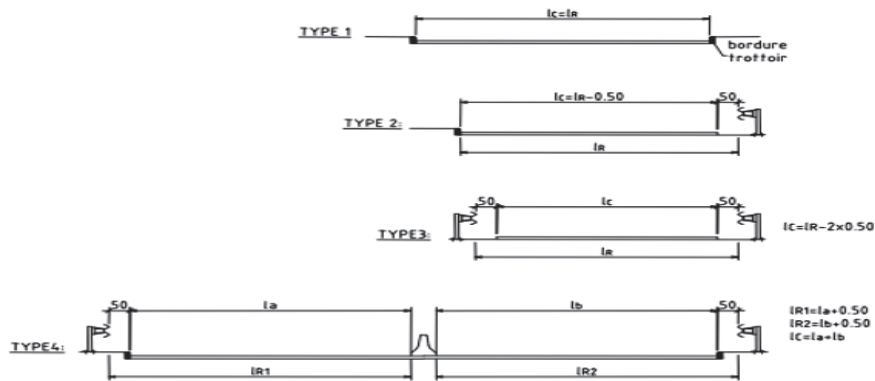 lC=lR
TYPE 1
bordure
trottoir
lC=lR-0.50
50
TYPE 2:
lR
50
lC
50
TYPE3:
lC=lR-2x0.50
lR
50
la
lb
50
lR1=la+0.50
lR2=lb+0.50
lC=la+lb
TYPE4:
lR1
lR2